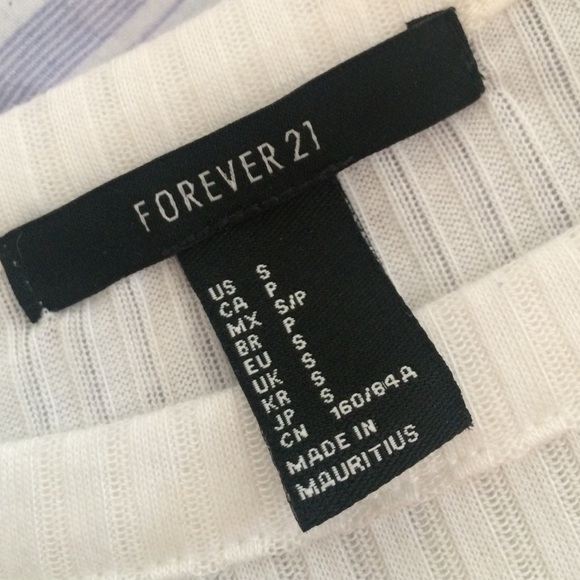 FOREVER 21
US S
CA P
MX S/P
BR P
EU S
UK S
KR S
JP S
CN 160/84A
MADE IN
MAURITIUS